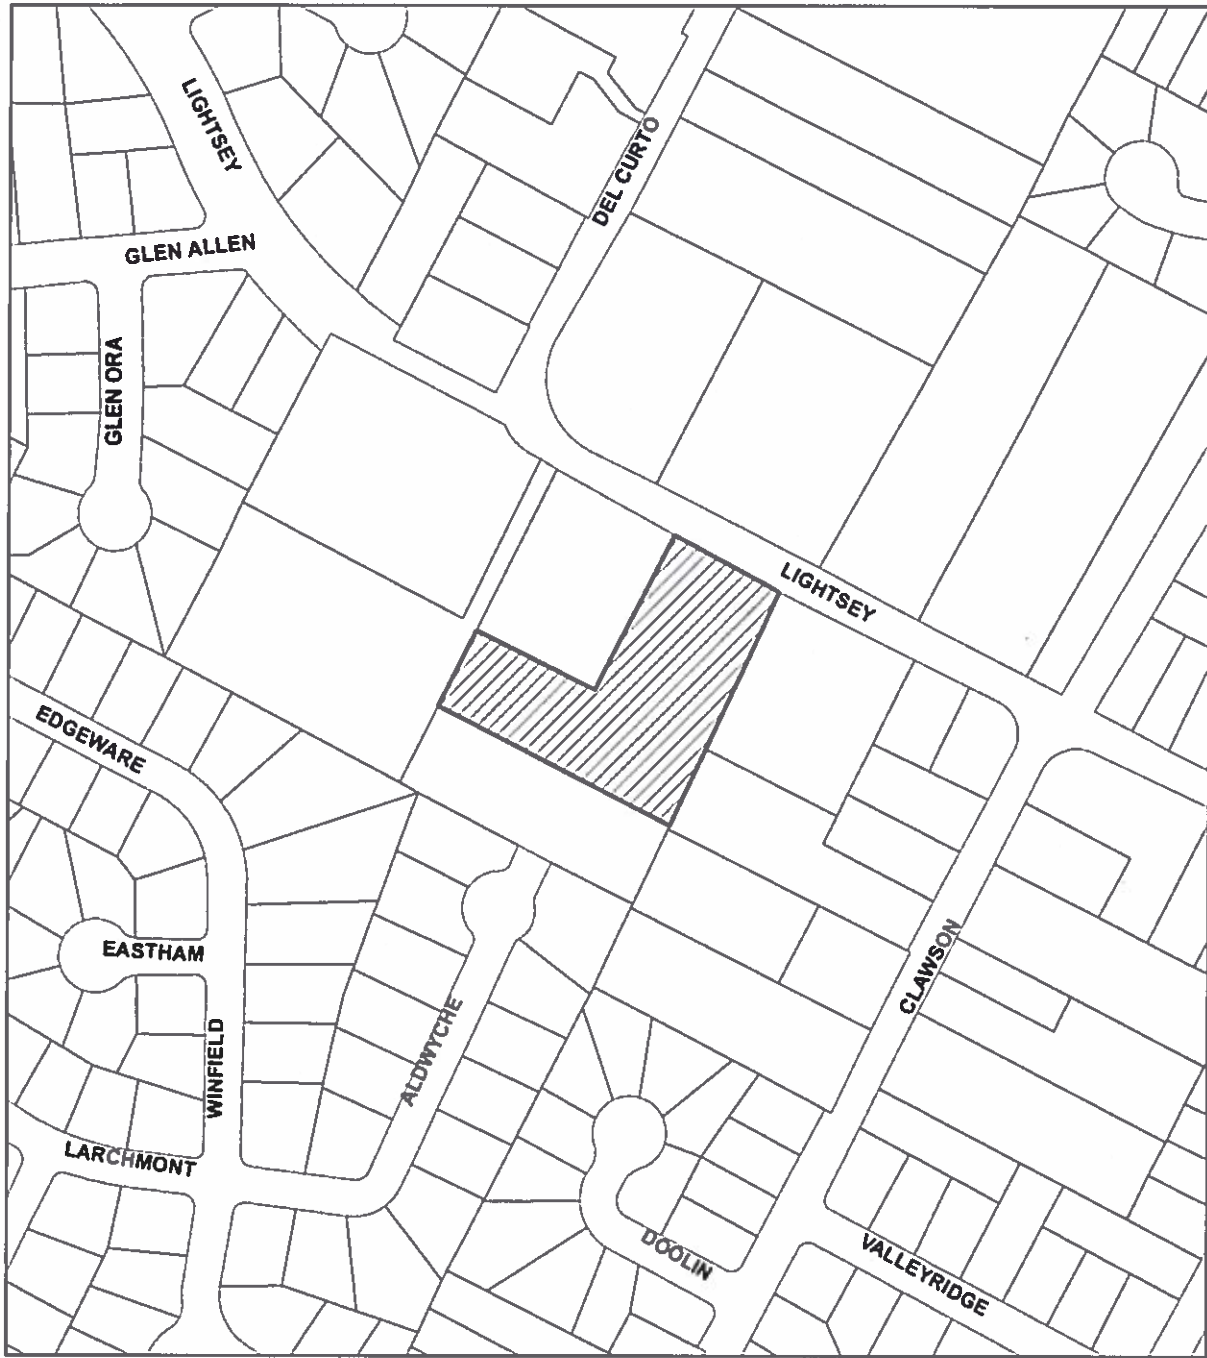 LIGHTSEY
DEL CURTO
GLEN ALLEN
GLEN ORA
LIGHTSEY
EDGEWARE
EASTHAM
CLAWSON
WINFIELD
ALDWYCHE
LARCHMONT
DOOLIN
VALLEYRIDGE